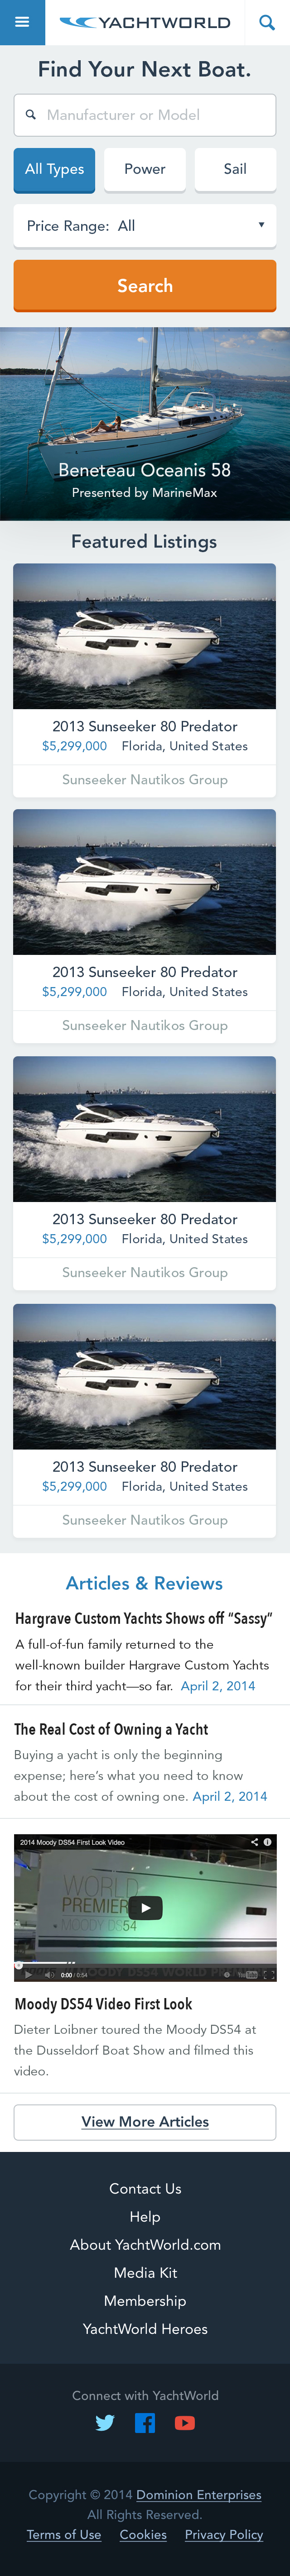 YACHTWORLD
Find Your Next Boat.
Manufacturer or Model
All Types
Power
Sail
Price Range: All
Search
Beneteau Oceanis 58
Presented by MarineMax
Featured Listings
2013 Sunseeker 80 Predator
$5,299,000 Florida, United States
Sunseeker Nautikos Group
2013 Sunseeker 80 Predator
$5,299,000 Florida, United States
Sunseeker Nautikos Group
2013 Sunseeker 80 Predator
$5,299,000 Florida, United States
Sunseeker Nautikos Group
2013 Sunseeker 80 Predator
$5,299,000 Florida, United States
Sunseeker Nautikos Group
Articles & Reviews
Hargrave Custom Yachts Shows off “Sassy”
A full-of-fun family returned to the
well-known builder Hargrave Custom Yachts
for their third yacht—so far. April 2, 2014
The Real Cost of Owning a Yacht
Buying a yacht is only the beginning
expense; here’s what you need to know
about the cost of owning one. April 2, 2014
2014 Moody DS54 First Look Video
WORLD
PREMIER
MOODY DS54
0:00 / 0:54
YouTube
Moody DS54 Video First Look
Dieter Loibner toured the Moody DS54 at
the Dusseldorf Boat Show and filmed this
video.
View More Articles
Contact Us
Help
About YachtWorld.com
Media Kit
Membership
YachtWorld Heroes
Connect with YachtWorld
Copyright © 2014 Dominion Enterprises
All Rights Reserved.
Terms of Use Cookies Privacy Policy